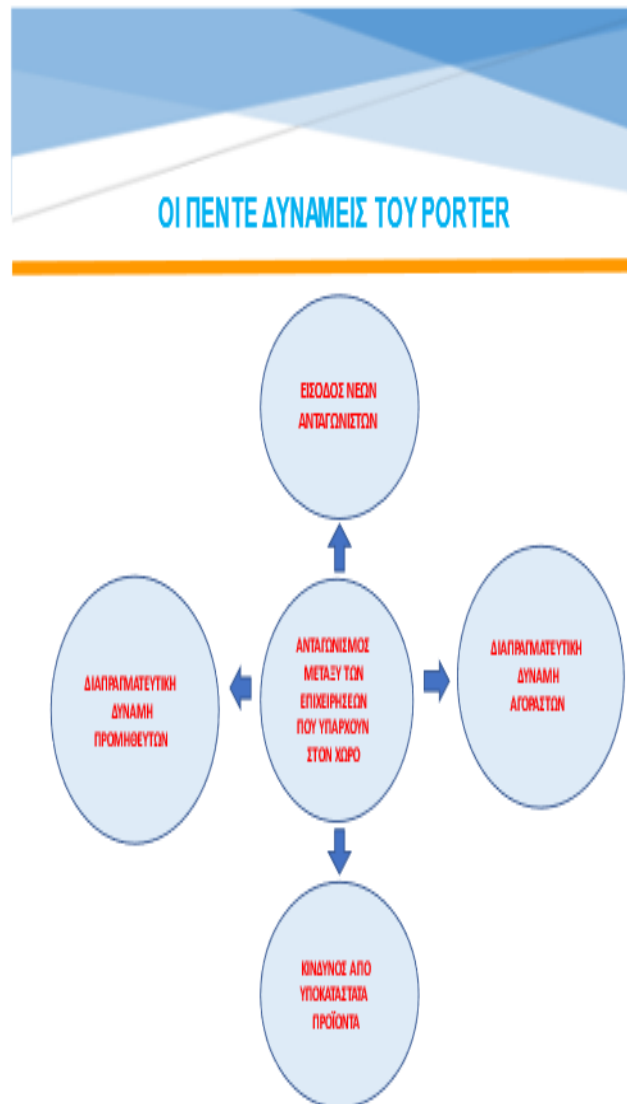 ΟΙ ΠΕΝΤΕ ΔΥΝΑΜΕΙΣ ΤΟΥ PORTER
ΕΙΣΟΔΟΣ ΝΕΩΝ
ΑΝΤΑΓΩΝΙΣΤΩΝ
ΔΙΑΠΡΑΓΜΑΤΕΥΤΙΚΗ
ΔΥΝΑΜΗ
ΠΡΟΜΗΘΕΥΤΩΝ
ΑΝΤΑΓΩΝΙΣΜΟΣ
ΜΕΤΑΞΥ ΤΩΝ
ΕΠΙΧΕΙΡΗΣΕΩΝ
ΠΟΥ ΥΠΑΡΧΟΥΝ
ΣΤΟΝ ΧΩΡΟ
ΔΙΑΠΡΑΓΜΑΤΕΥΤΙΚΗ
ΔΥΝΑΜΗ
ΑΓΟΡΑΣΤΩΝ
ΚΙΝΔΥΝΟΣ ΑΠΟ
ΥΠΟΚΑΤΑΣΤΑΤΑ
ΠΡΟΪΟΝΤΑ